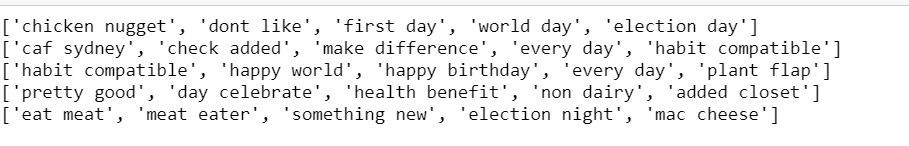 ['chicken nugget', 'dont like', 'first day', 'world day', 'election day']
['caf sydney', 'check added', 'make difference', 'every day', 'habit compatible']
['habit compatible', 'happy world', 'happy birthday', 'every day', 'plant flap']
['pretty good', 'day celebrate', 'health benefit', 'non dairy', 'added closet']
['eat meat', 'meat eater', 'something new', 'election night', 'mac cheese']